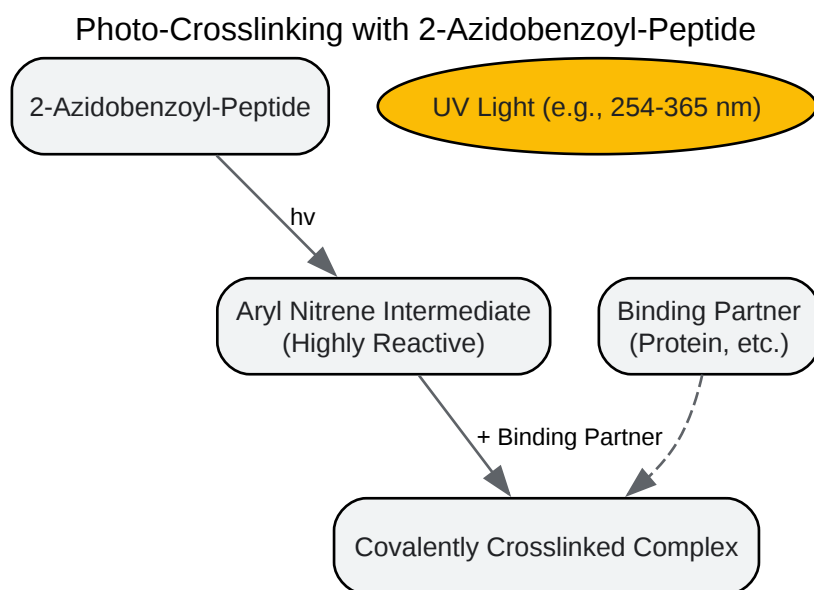 Photo-Crosslinking with 2-Azidobenzoyl-Peptide
2-Azidobenzoyl-Peptide
UV Light (e.g., 254-365 nm)
hv
Aryl Nitrene Intermediate
(Highly Reactive)
Binding Partner
(Protein, etc.)
+ Binding Partner
Covalently Crosslinked Complex